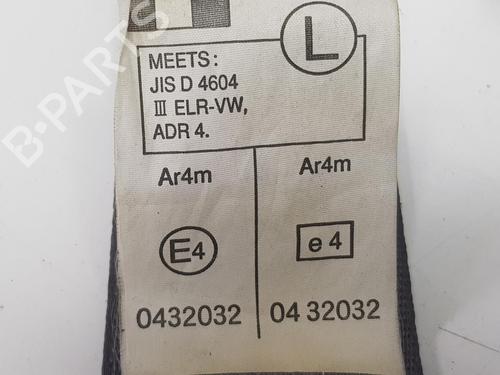 L
MEETS:
JIS D 4604
III ELR-VW,
ADR 4.
Ar4m
Ar4m
E4
e 4
0432032
04 32032
B-PARTS